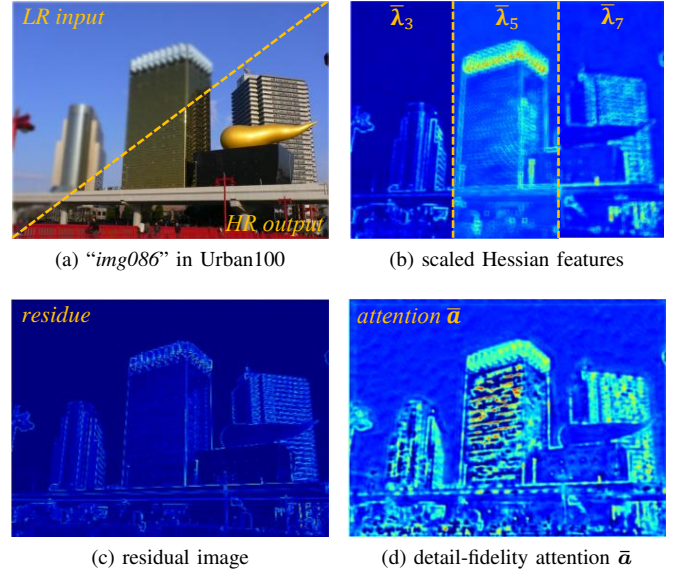 LR input
HR output
λ̄₃ λ̄₅ λ̄₇
(a) “img086” in Urban100
(b) scaled Hessian features
residue
attention ā
(c) residual image
(d) detail-fidelity attention ā